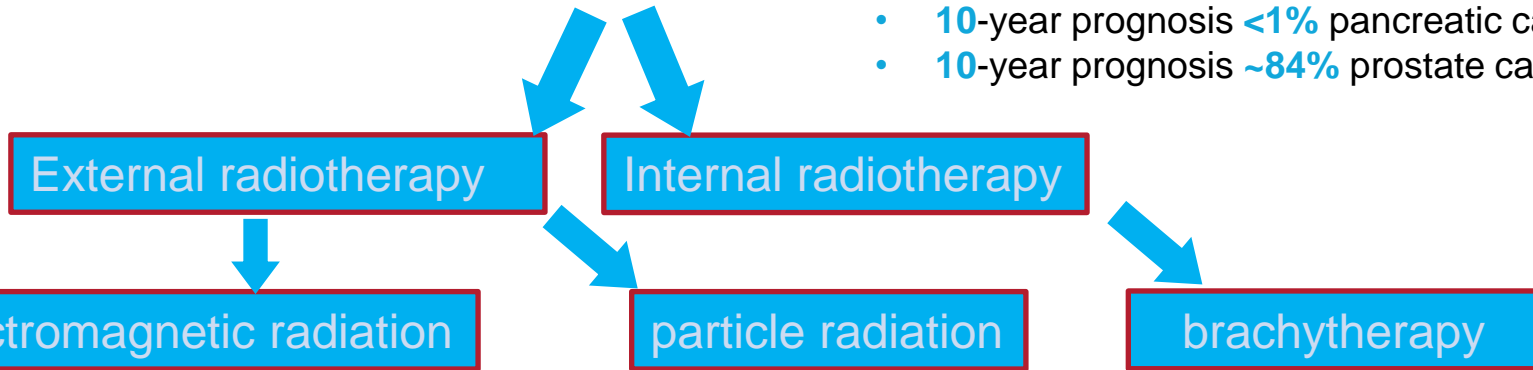 • 10-year prognosis <1% pancreatic ca
• 10-year prognosis ~84% prostate ca
External radiotherapy
Internal radiotherapy
ctromagnetic radiation
particle radiation
brachytherapy